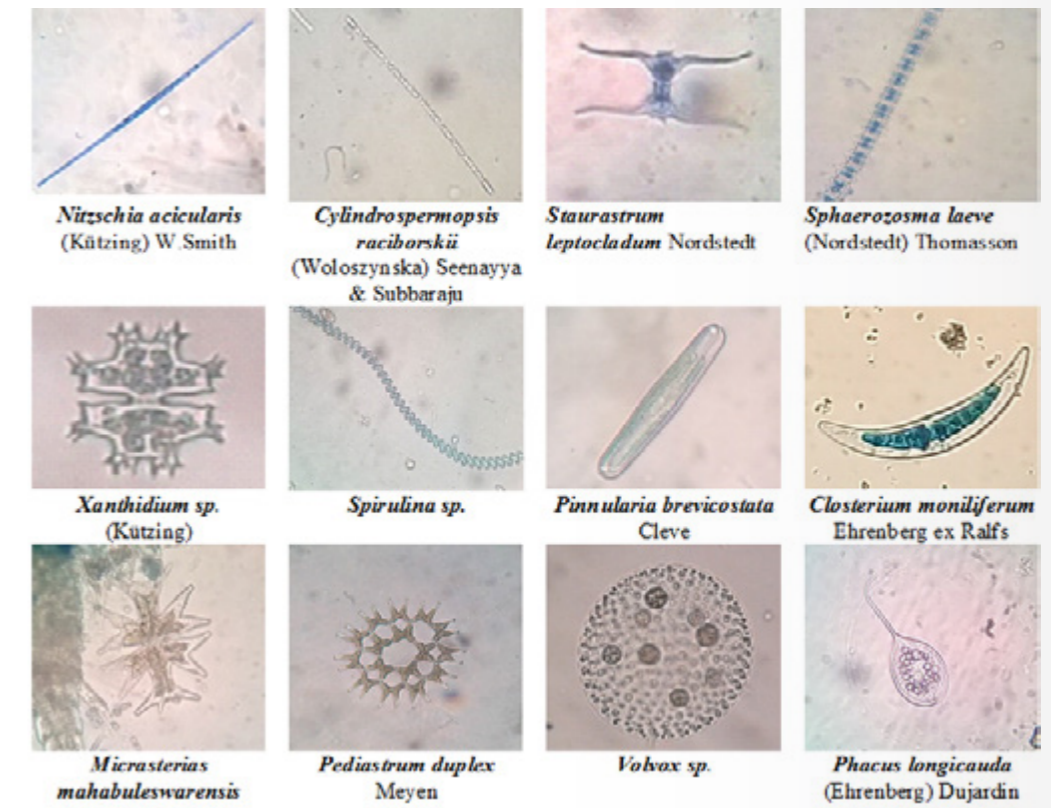 Nitzschia acicularis
(Kützing) W.Smith
Cylindrospermopsis
raciborskii
(Woloszynska) Seenayya
& Subbaraju
Staurastrum
leptocladum Nordstedt
Sphaerozosma laeve
(Nordstedt) Thomasson
Xanthidium sp.
(Kützing)
Spirulina sp.
Pinnularia brevicostata
Cleve
Closterium moniliferum
Ehrenberg ex Ralfs
Micrasterias
mahabuleswarensis
Pediastrum duplex
Meyen
Volvox sp.
Phacus longicauda
(Ehrenberg) Dujardin